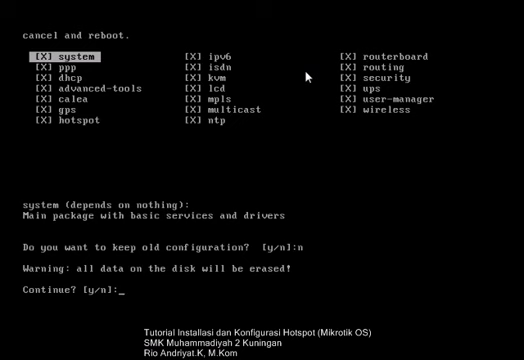 cancel and reboot.
[X] system [X] ipv6 [X] routerboard
[X] ppp [X] isdn [X] routing
[X] dhcp [X] kvm [X] security
[X] advanced-tools [X] lcd [X] ups
[X] calea [X] mpls [X] user-manager
[X] gps [X] multicast [X] wireless
[X] hotspot [X] ntp
system (depends on nothing):
Main package with basic services and drivers
Do you want to keep old configuration? [y/n]:n
Warning: all data on the disk will be erased!
Continue? [y/n]:_
Tutorial Installasi dan Konfigurasi Hotspot (Mikrotik OS)
SMK Muhammadiyah 2 Kuningan
Rio Andriyat.K, M.Kom